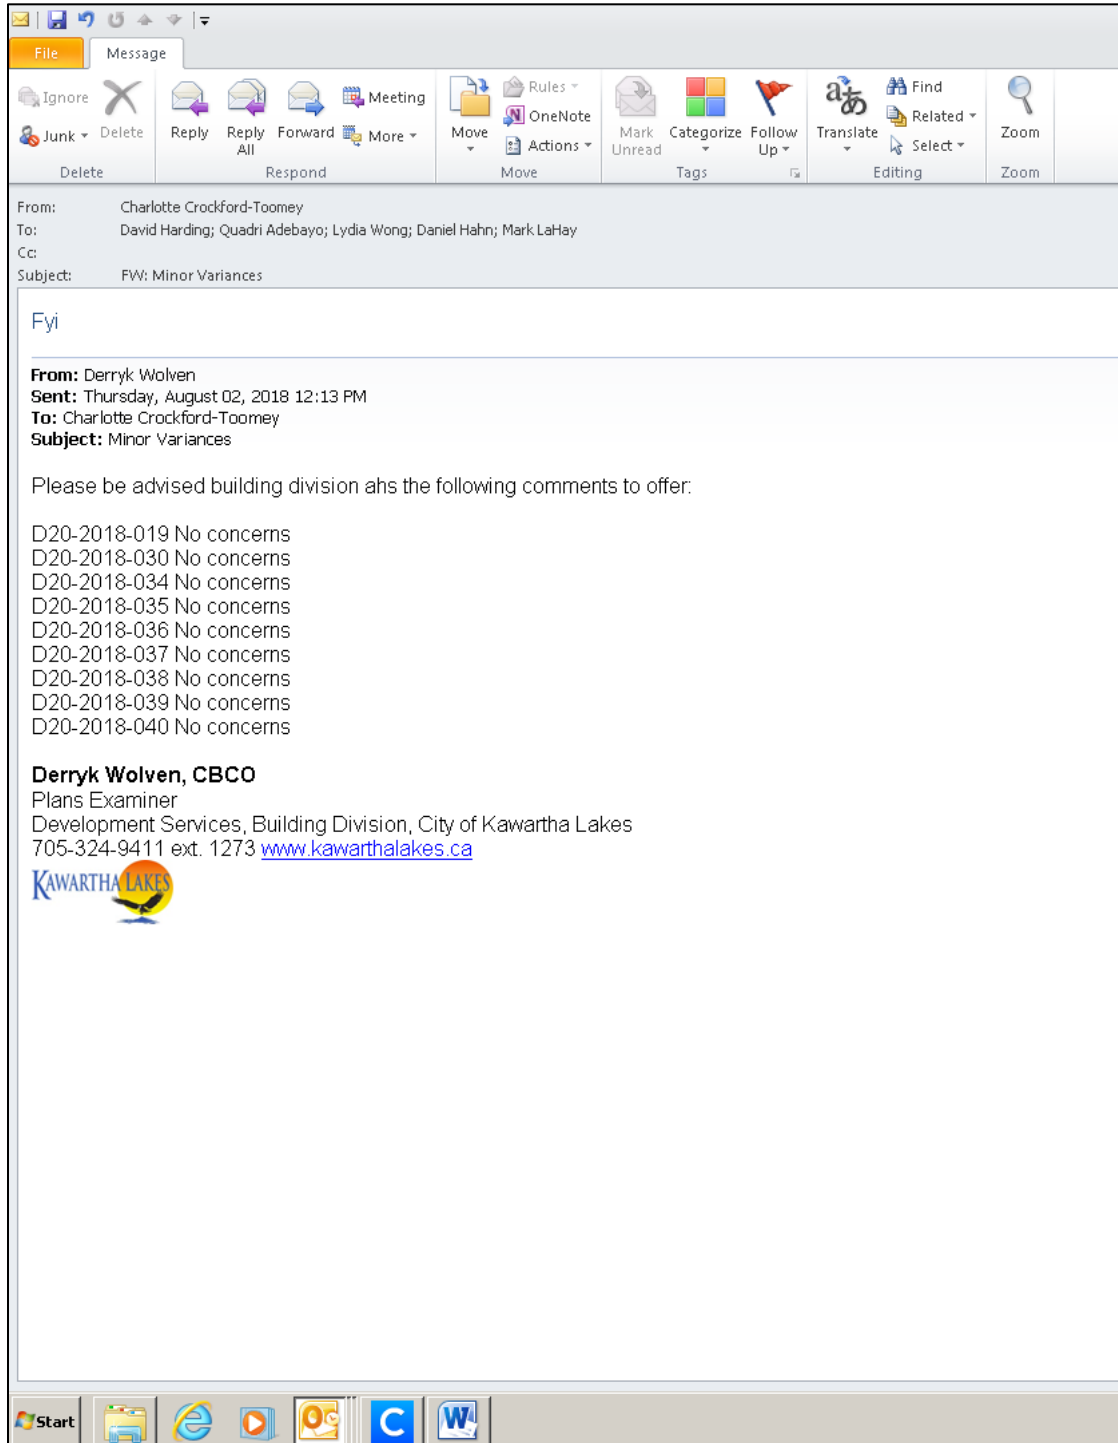 File Message
Ignore
Junk
Delete
Reply
Reply All
Forward
Meeting
More
Move
Rules
OneNote
Actions
Mark Unread
Categorize
Follow Up
Translate
Find
Related
Select
Zoom
Delete Respond Move Tags Editing Zoom
From: Charlotte Crockford-Toomey
To: David Harding; Quadri Adebayo; Lydia Wong; Daniel Hahn; Mark LaHay
Cc:
Subject: FW: Minor Variances
Fyi
From: Derryk Wolven
Sent: Thursday, August 02, 2018 12:13 PM
To: Charlotte Crockford-Toomey
Subject: Minor Variances
Please be advised building division ahs the following comments to offer:
D20-2018-019 No concerns
D20-2018-030 No concerns
D20-2018-034 No concerns
D20-2018-035 No concerns
D20-2018-036 No concerns
D20-2018-037 No concerns
D20-2018-038 No concerns
D20-2018-039 No concerns
D20-2018-040 No concerns
Derryk Wolven, CBCO
Plans Examiner
Development Services, Building Division, City of Kawartha Lakes
705-324-9411 ext. 1273 www.kawarthalakes.ca
KAWARTHA LAKES
Start